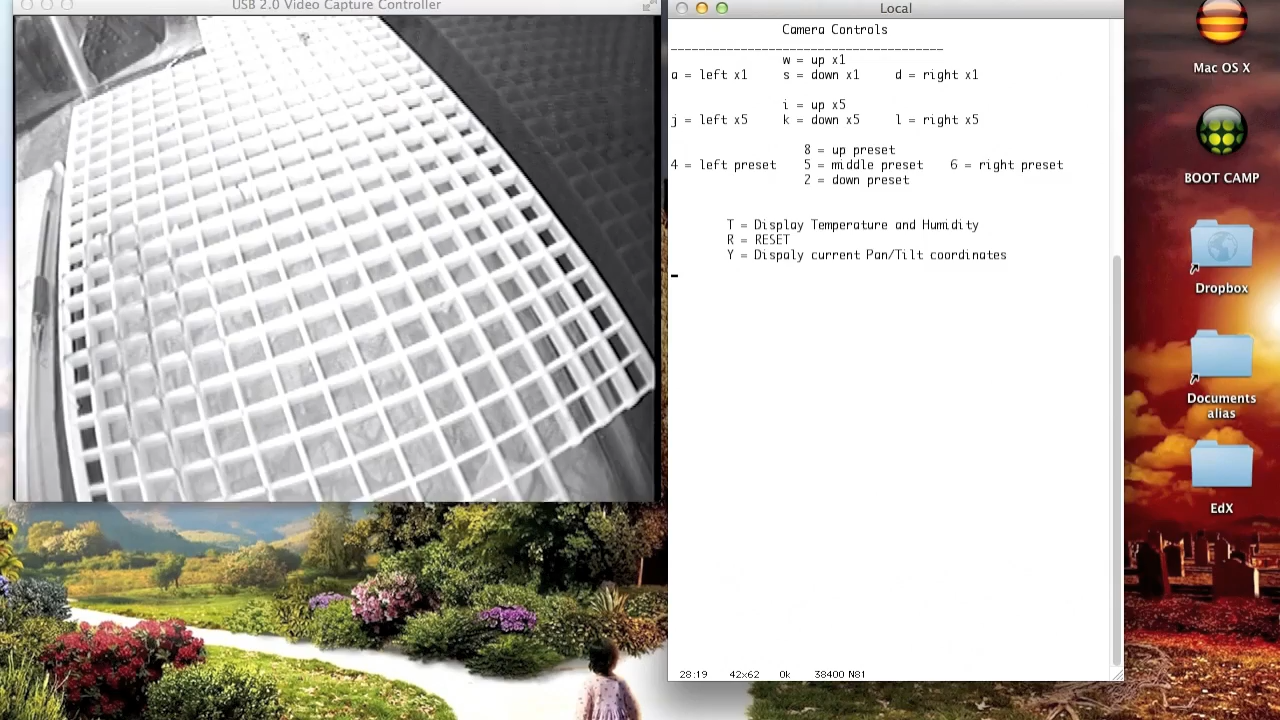 USB 2.0 Video Capture Controller
Local
Camera Controls
w = up x1
a = left x1 s = down x1 d = right x1
i = up x5
j = left x5 k = down x5 l = right x5
8 = up preset
4 = left preset 5 = middle preset 6 = right preset
2 = down preset
T = Display Temperature and Humidity
R = RESET
Y = Dispaly current Pan/Tilt coordinates
28:19 42x62 Ok 38400 N81
Mac OS X
BOOT CAMP
Dropbox
Documents
alias
EdX